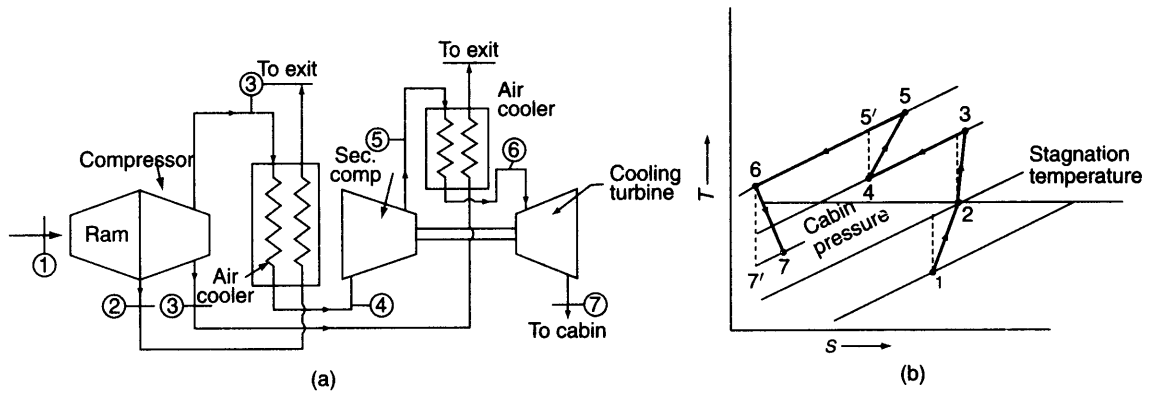 To exit
③ To exit
Air
cooler
⑤
⑥
Compressor
Sec.
comp
Cooling
turbine
Ram
①
Air
cooler
② ③
④
⑦
To cabin
(a)
5
5′
3
6
4
Stagnation
temperature
T
2
Cabin
pressure
7′
7
1
S
(b)